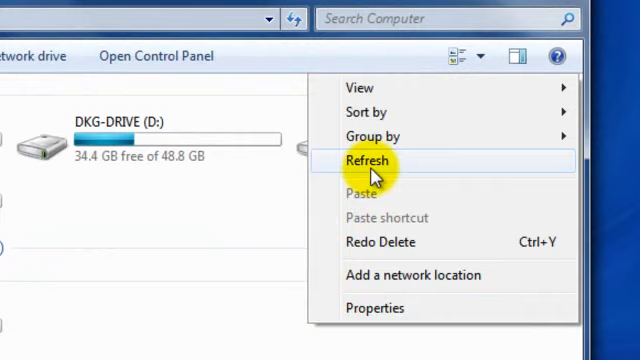 Search Computer
etwork drive
Open Control Panel
DKG-DRIVE (D:)
34.4 GB free of 48.8 GB
View
Sort by
Group by
Refresh
Paste
Paste shortcut
Redo Delete Ctrl+Y
Add a network location
Properties